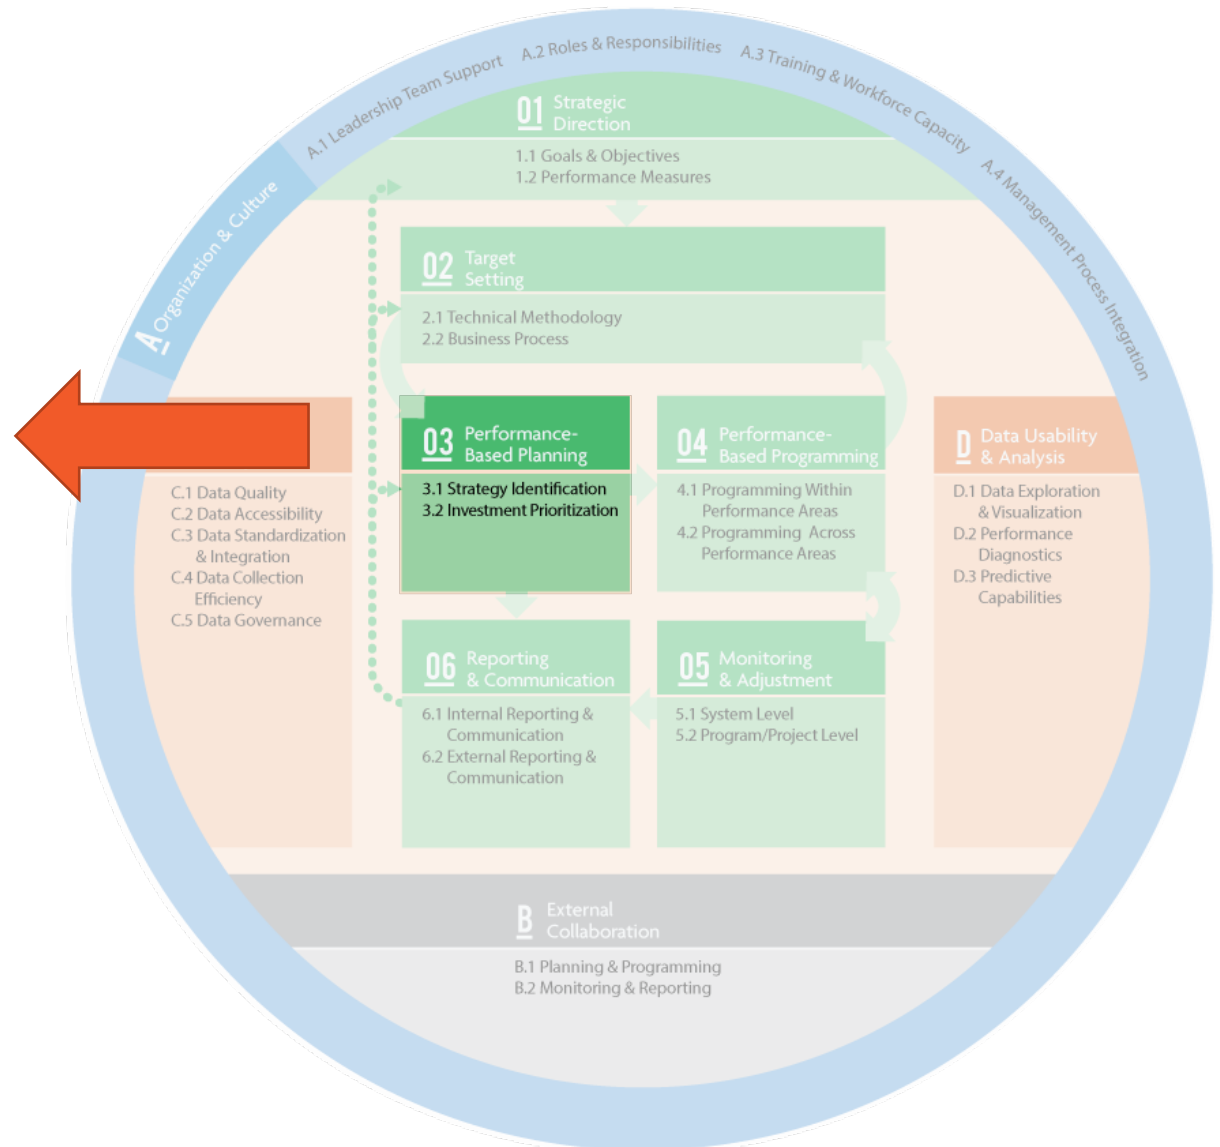 A.1 Leadership Team Support
A.2 Roles & Responsibilities
A.3 Training & Workforce Capacity
A.4 Management Process Integration
A Organization & Culture
01 Strategic
Direction
1.1 Goals & Objectives
1.2 Performance Measures
02 Target
Setting
2.1 Technical Methodology
2.2 Business Process
C.1 Data Quality
C.2 Data Accessibility
C.3 Data Standardization
& Integration
C.4 Data Collection
Efficiency
C.5 Data Governance
03 Performance-
Based Planning
3.1 Strategy Identification
3.2 Investment Prioritization
04 Performance-
Based Programming
4.1 Programming Within
Performance Areas
4.2 Programming Across
Performance Areas
D Data Usability
& Analysis
D.1 Data Exploration
& Visualization
D.2 Performance
Diagnostics
D.3 Predictive
Capabilities
06 Reporting
& Communication
6.1 Internal Reporting &
Communication
6.2 External Reporting &
Communication
05 Monitoring
& Adjustment
5.1 System Level
5.2 Program/Project Level
B External
Collaboration
B.1 Planning & Programming
B.2 Monitoring & Reporting